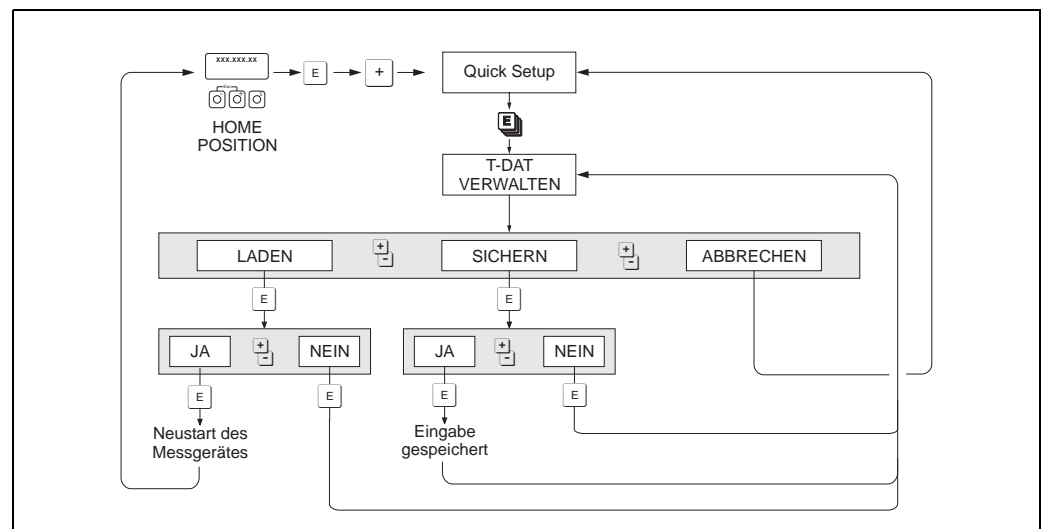 xxx.xxx.xx
Esc
E
+
Quick Setup
HOME
POSITION
E
T-DAT
VERWALTEN
LADEN
+
-
SICHERN
+
-
ABBRECHEN
E
E
JA
+
-
NEIN
JA
+
-
NEIN
E
E
E
E
Neustart des
Messgerätes
Eingabe
gespeichert